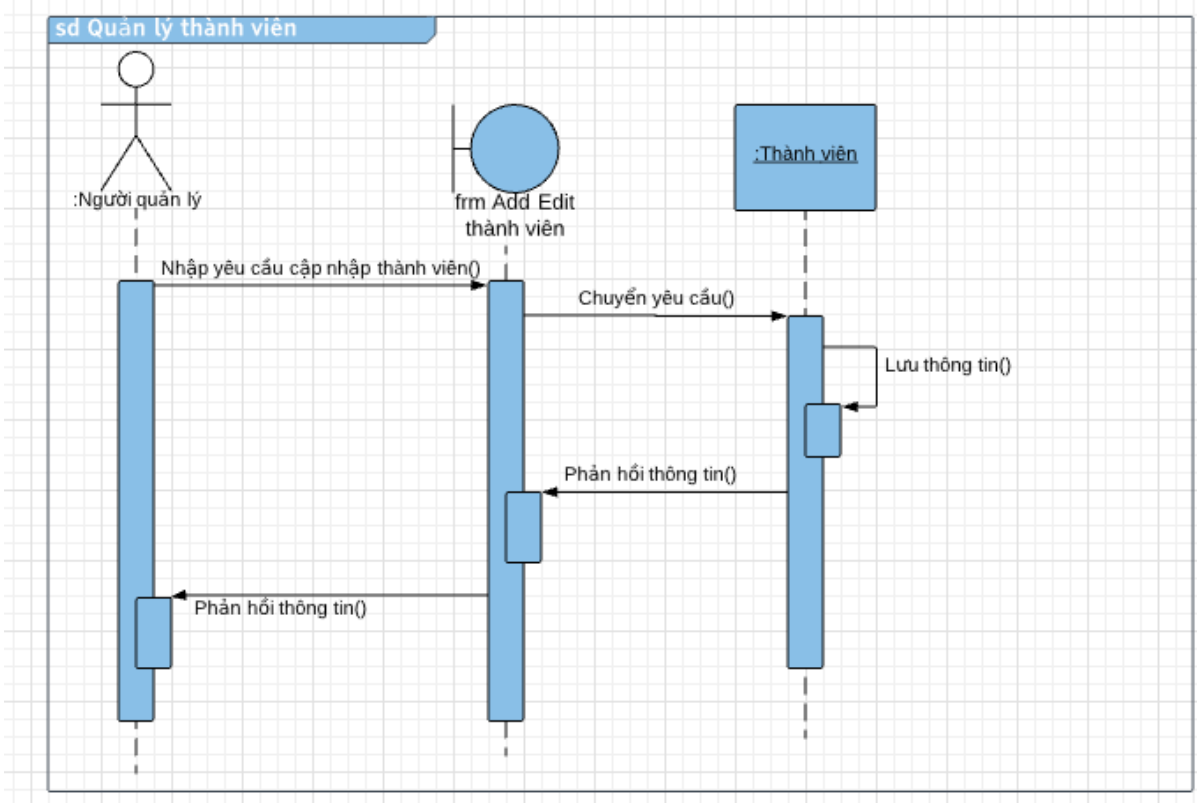 sd Quản lý thành viên
:Người quản lý
frm Add Edit
thành viên
:Thành viên
Nhập yêu cầu cập nhập thành viên()
Chuyển yêu cầu()
Lưu thông tin()
Phản hồi thông tin()
Phản hồi thông tin()